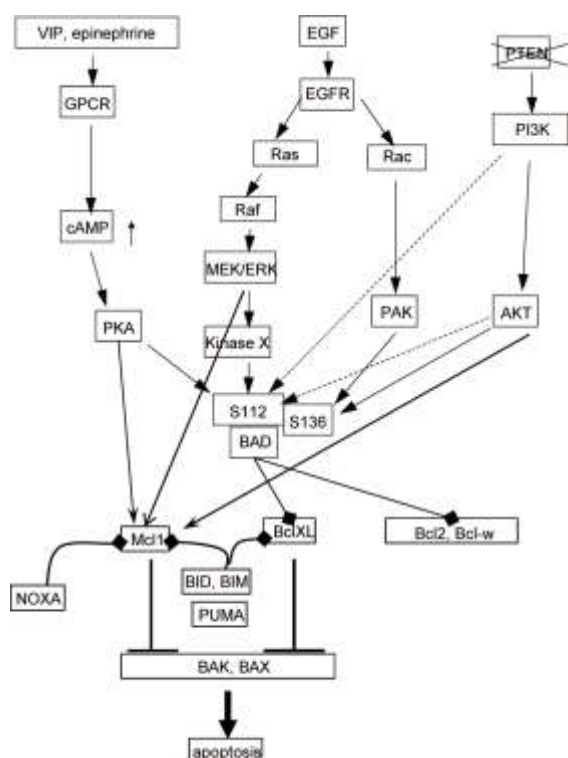 VIP, epinephrine
EGF
PTEN
GPCR
EGFR
PI3K
Ras
Rac
Raf
cAMP
MEK/ERK
PKA
Kinase X
PAK
AKT
S112
S136
BAD
Mcl1
BclXL
Bcl2, Bcl-w
NOXA
BID, BIM
PUMA
BAK, BAX
apoptosis